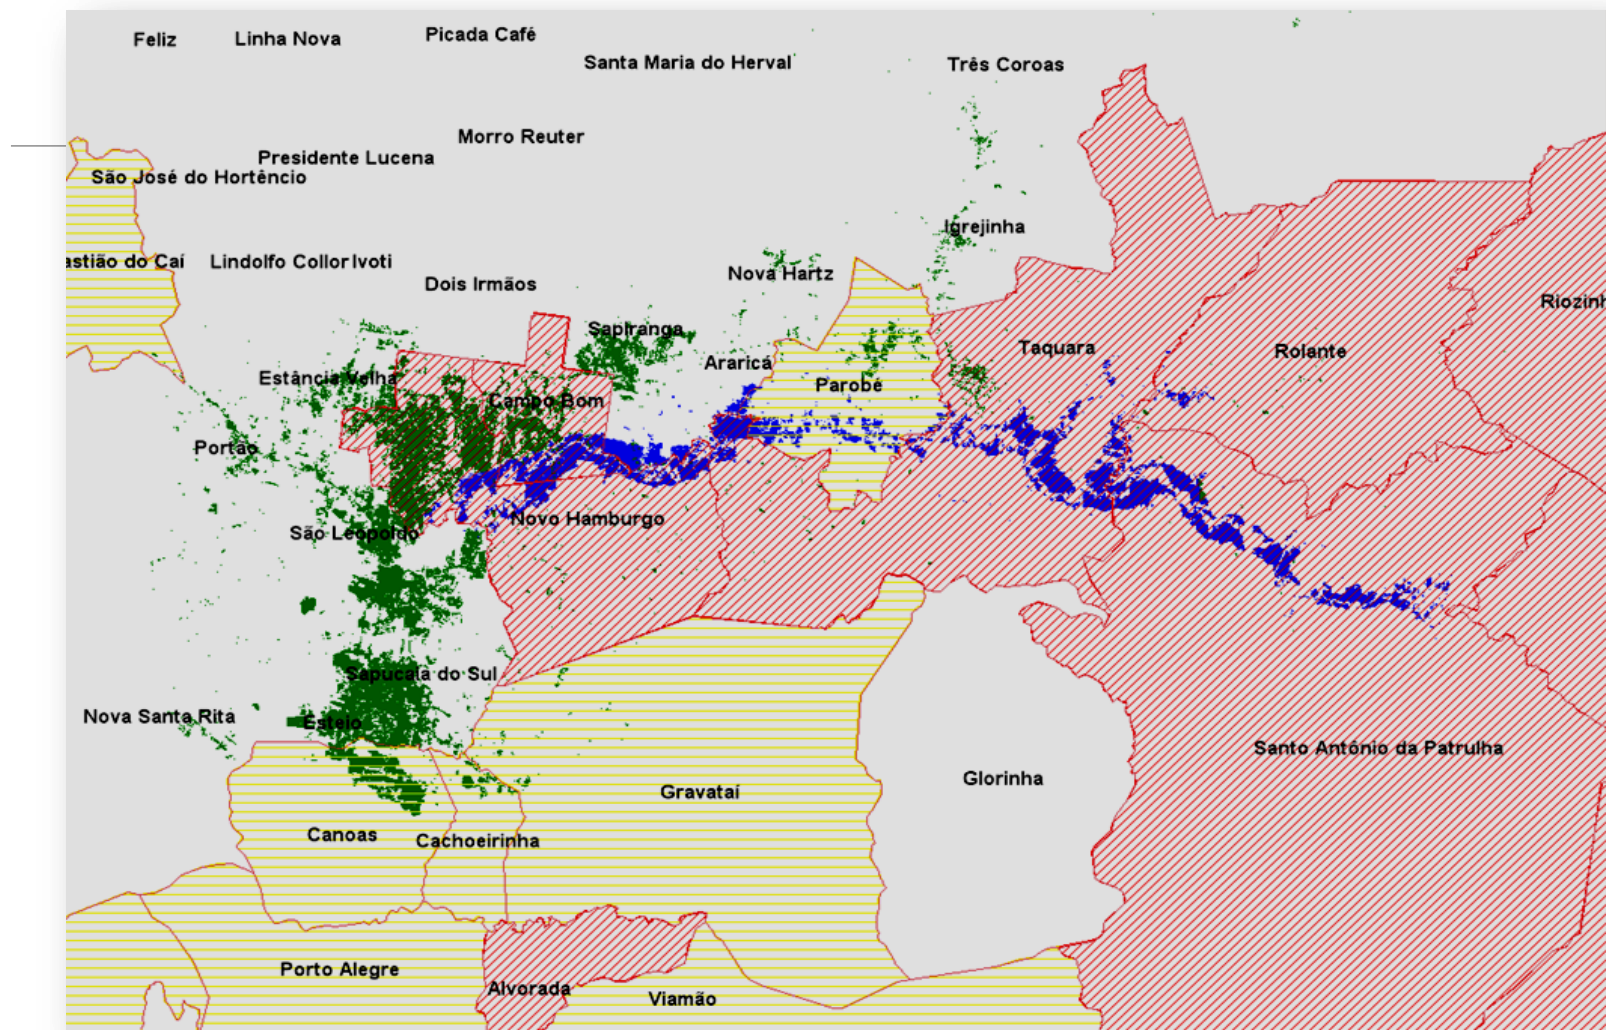 Feliz
Linha Nova
Picada Café
Santa Maria do Herval
Três Coroas
Morro Reuter
Presidente Lucena
São José do Hortêncio
Igrejinha
astião do Caí
Lindolfo Collor
Ivoti
Nova Hartz
Dois Irmãos
Riozinh
Sapiranga
Taquara
Rolante
Araricá
Estância Velha
Parobé
Campo Bom
Portão
Novo Hamburgo
São Leopoldo
Sapucaia do Sul
Nova Santa Rita
Esteio
Santo Antônio da Patrulha
Glorinha
Gravataí
Canoas
Cachoeirinha
Porto Alegre
Alvorada
Viamão